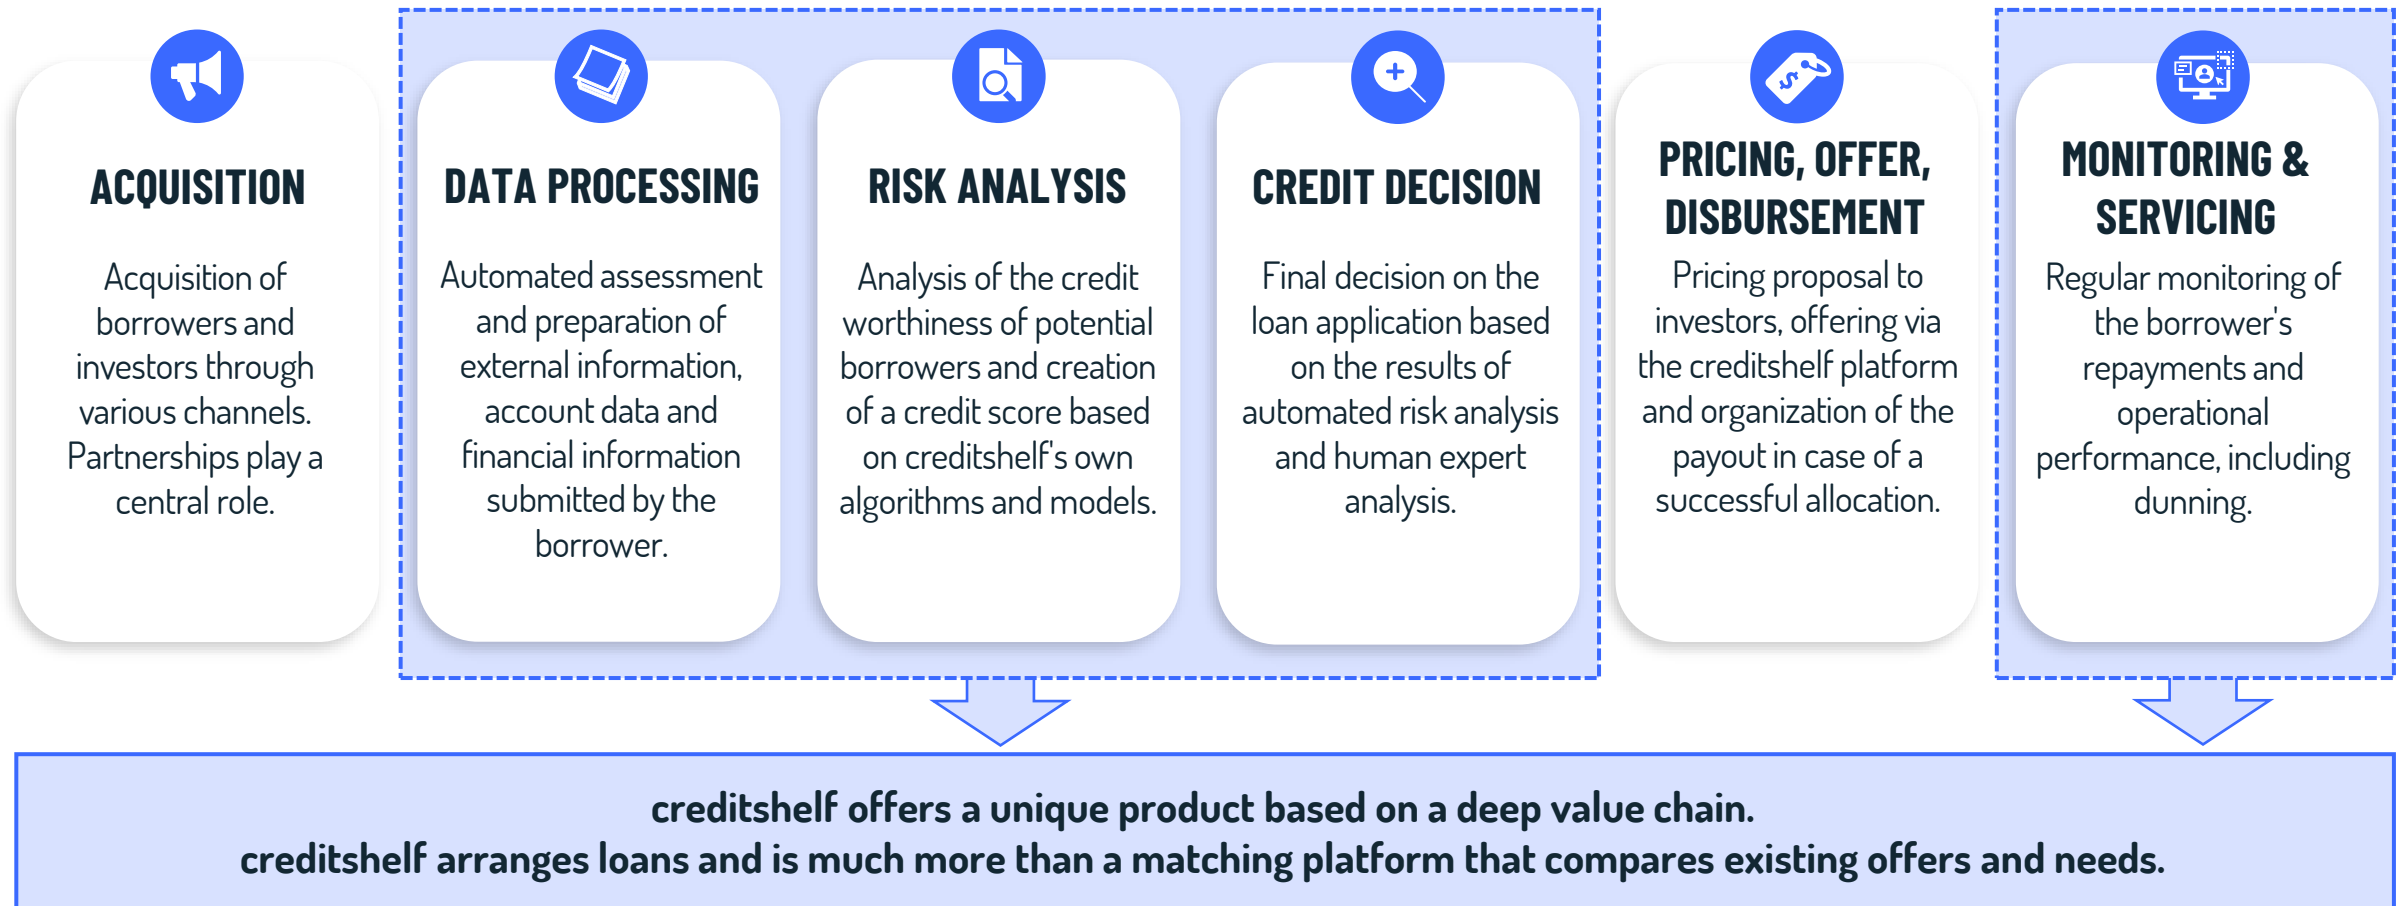 ACQUISITION
Acquisition of
borrowers and
investors through
various channels.
Partnerships play a
central role.
DATA PROCESSING
Automated assessment
and preparation of
external information,
account data and
financial information
submitted by the
borrower.
RISK ANALYSIS
Analysis of the credit
worthiness of potential
borrowers and creation
of a credit score based
on creditshelf's own
algorithms and models.
CREDIT DECISION
Final decision on the
loan application based
on the results of
automated risk analysis
and human expert
analysis.
PRICING, OFFER,
DISBURSEMENT
Pricing proposal to
investors, offering via
the creditshelf platform
and organization of the
payout in case of a
successful allocation.
MONITORING &
SERVICING
Regular monitoring of
the borrower's
repayments and
operational
performance, including
dunning.
creditshelf offers a unique product based on a deep value chain.
creditshelf arranges loans and is much more than a matching platform that compares existing offers and needs.